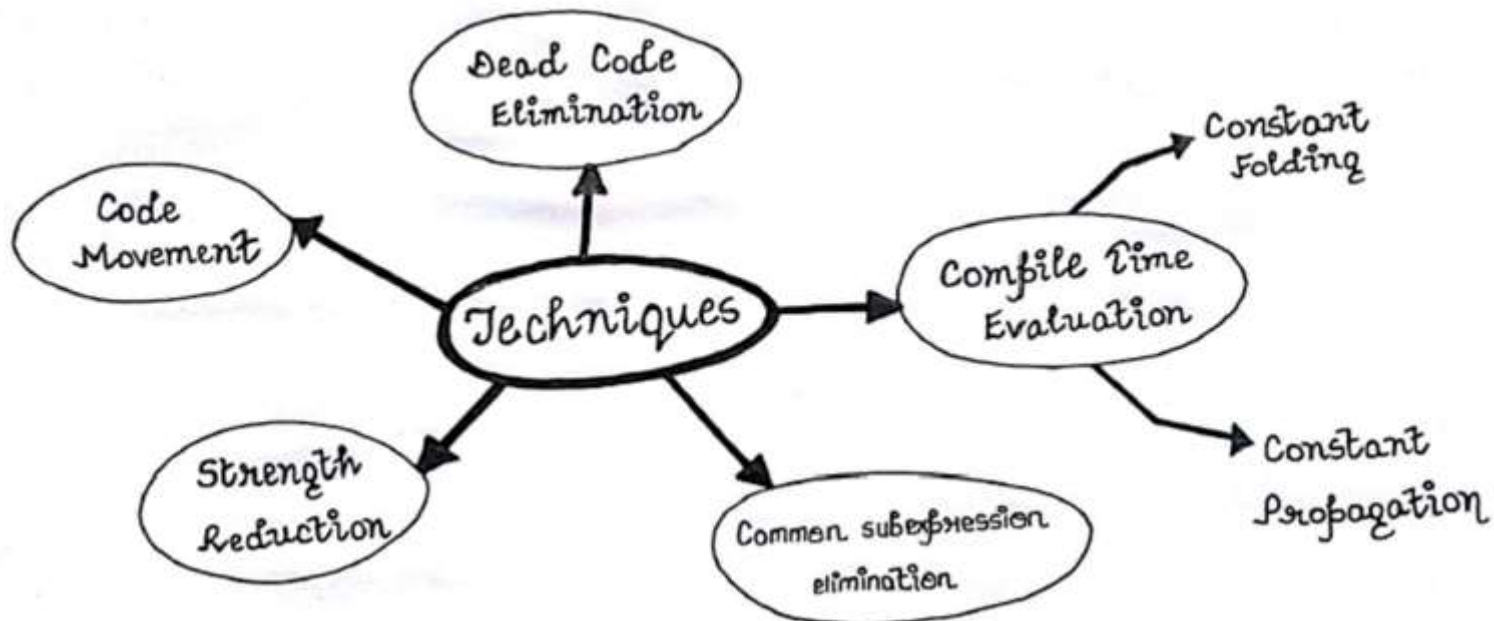 Dead Code
Elimination
Constant
Folding
Code
Movement
Techniques
Compile Time
Evaluation
Strength
Reduction
Common subexpression
elimination
Constant
Propagation